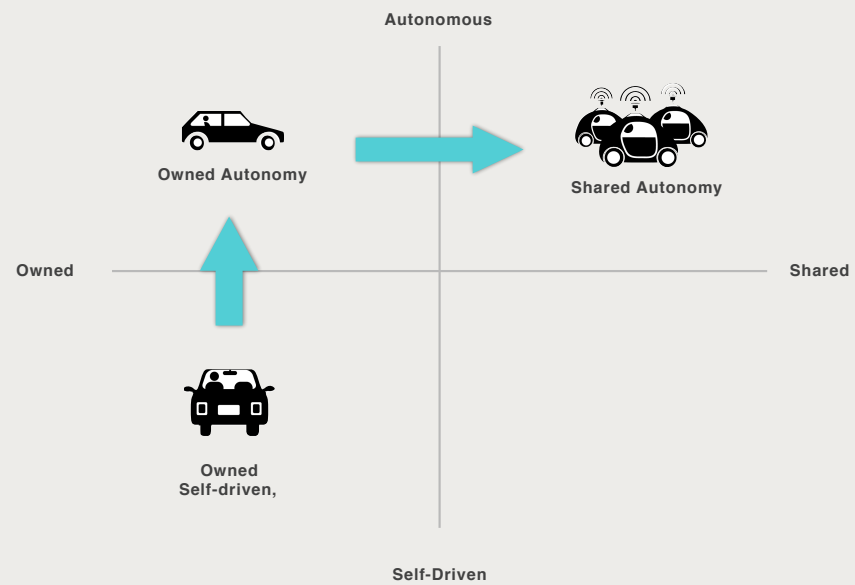 Autonomous
Owned Autonomy
Shared Autonomy
Owned
Shared
Owned
Self-driven,
Self-Driven